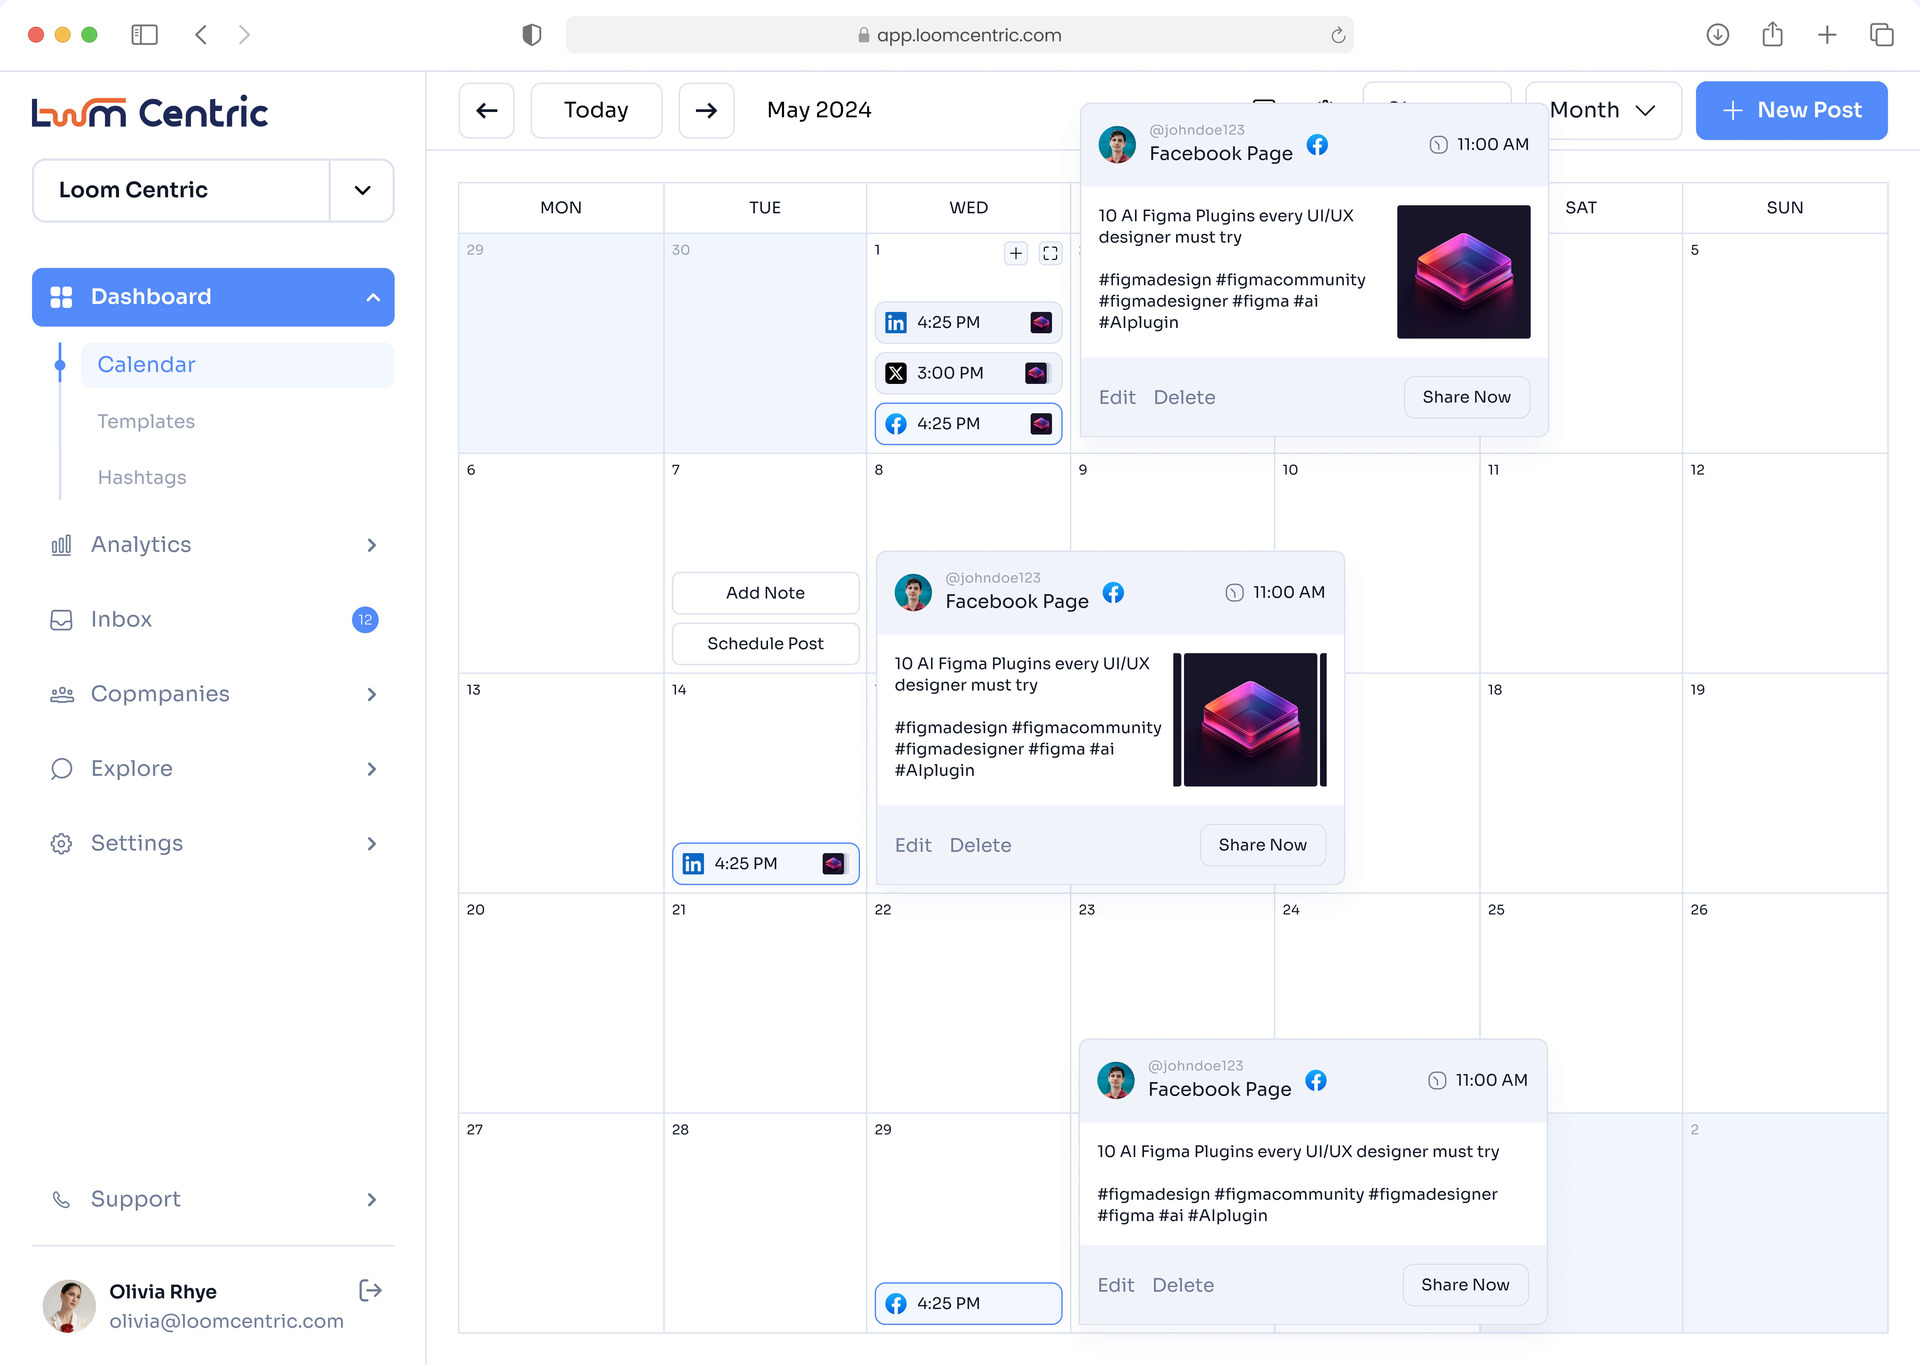 app.loomcentric.com
Loom Centric
Today
May 2024
Month
New Post
Loom Centric
Dashboard
Calendar
Templates
Hashtags
Analytics
Inbox
12
Copmpanies
Explore
Settings
Support
Olivia Rhye
olivia@loomcentric.com
MON
TUE
WED
SAT
SUN
29
30
1
5
4:25 PM
3:00 PM
4:25 PM
@johndoe123
Facebook Page
11:00 AM
10 AI Figma Plugins every UI/UX
designer must try
#figmadesign #figmacommunity
#figmadesigner #figma #ai
#AIplugin
Edit
Delete
Share Now
6
7
8
9
10
11
12
Add Note
Schedule Post
@johndoe123
Facebook Page
11:00 AM
10 AI Figma Plugins every UI/UX
designer must try
#figmadesign #figmacommunity
#figmadesigner #figma #ai
#AIplugin
Edit
Delete
Share Now
13
14
18
19
4:25 PM
20
21
22
23
24
25
26
27
28
29
2
4:25 PM
@johndoe123
Facebook Page
11:00 AM
10 AI Figma Plugins every UI/UX designer must try
#figmadesign #figmacommunity #figmadesigner
#figma #ai #AIplugin
Edit
Delete
Share Now